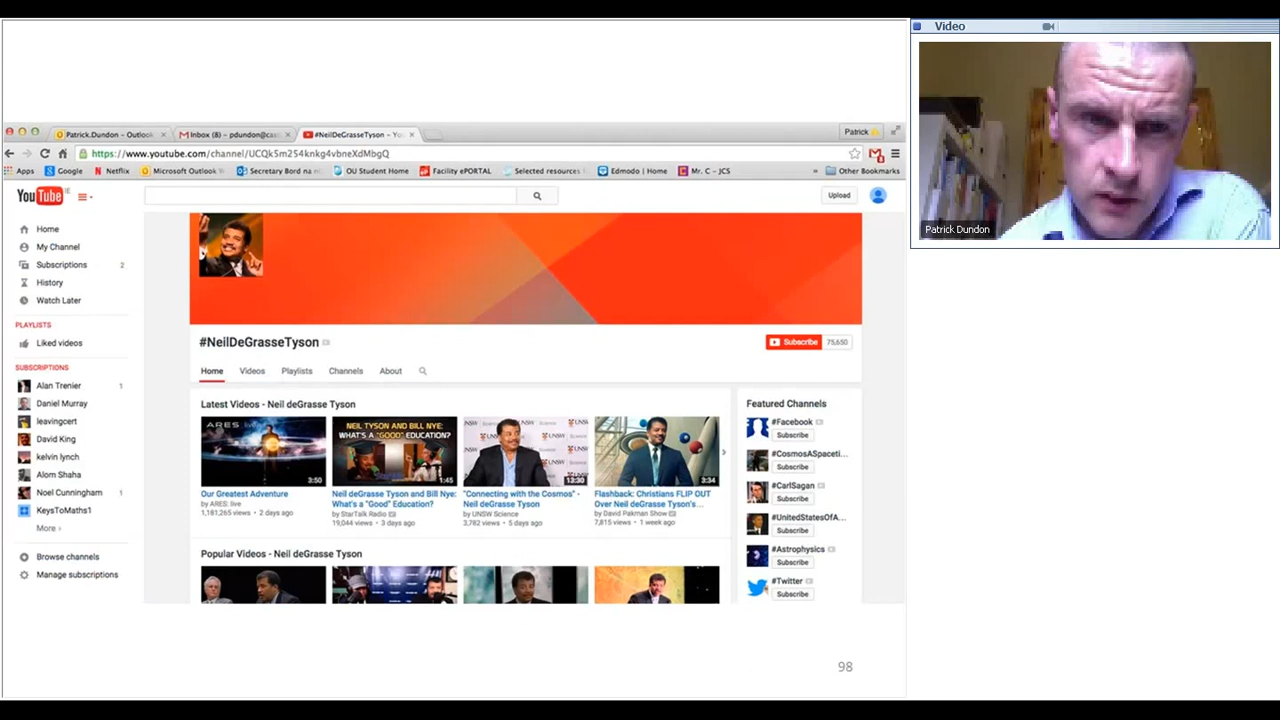 Video
Patrick Dundon
Patrick.Dundon – Outlook
Inbox (8) – pdundon@cas
#NeilDeGrasseTyson – Yo
Patrick
https://www.youtube.com/channel/UCQk5m254knkg4vbneXdMbgQ
Apps Google Netflix Microsoft Outlook Secretary Bord na m OU Student Home Facility ePORTAL Selected resources Edmodo | Home Mr. C – JCS » Other Bookmarks
YouTube IE
Upload
Home
My Channel
Subscriptions 2
History
Watch Later
PLAYLISTS
Liked videos
SUBSCRIPTIONS
Alan Trenier 1
Daniel Murray
leavingcert
David King
kelvin lynch
Alom Shaha
Noel Cunningham 1
KeysToMaths1
More ›
Browse channels
Manage subscriptions
#NeilDeGrasseTyson
Subscribe 75,650
Home Videos Playlists Channels About
Latest Videos - Neil deGrasse Tyson
ARES live
3:50
Our Greatest Adventure
by ARES: live
1,181,265 views • 2 days ago
NEIL TYSON AND BILL NYE:
WHAT'S A "GOOD" EDUCATION?
1:45
Neil deGrasse Tyson and Bill Nye:
What's a "Good" Education?
by StarTalk Radio
19,044 views • 3 days ago
UNSW Science
13:30
"Connecting with the Cosmos" -
Neil deGrasse Tyson
by UNSW Science
3,782 views • 5 days ago
3:34
Flashback: Christians FLIP OUT
Over Neil deGrasse Tyson's...
by David Pakman Show
7,815 views • 1 week ago
Popular Videos - Neil deGrasse Tyson
Featured Channels
#Facebook
Subscribe
#CosmosASpaceti...
Subscribe
#CarlSagan
Subscribe
#UnitedStatesOfA...
Subscribe
#Astrophysics
Subscribe
#Twitter
Subscribe
98